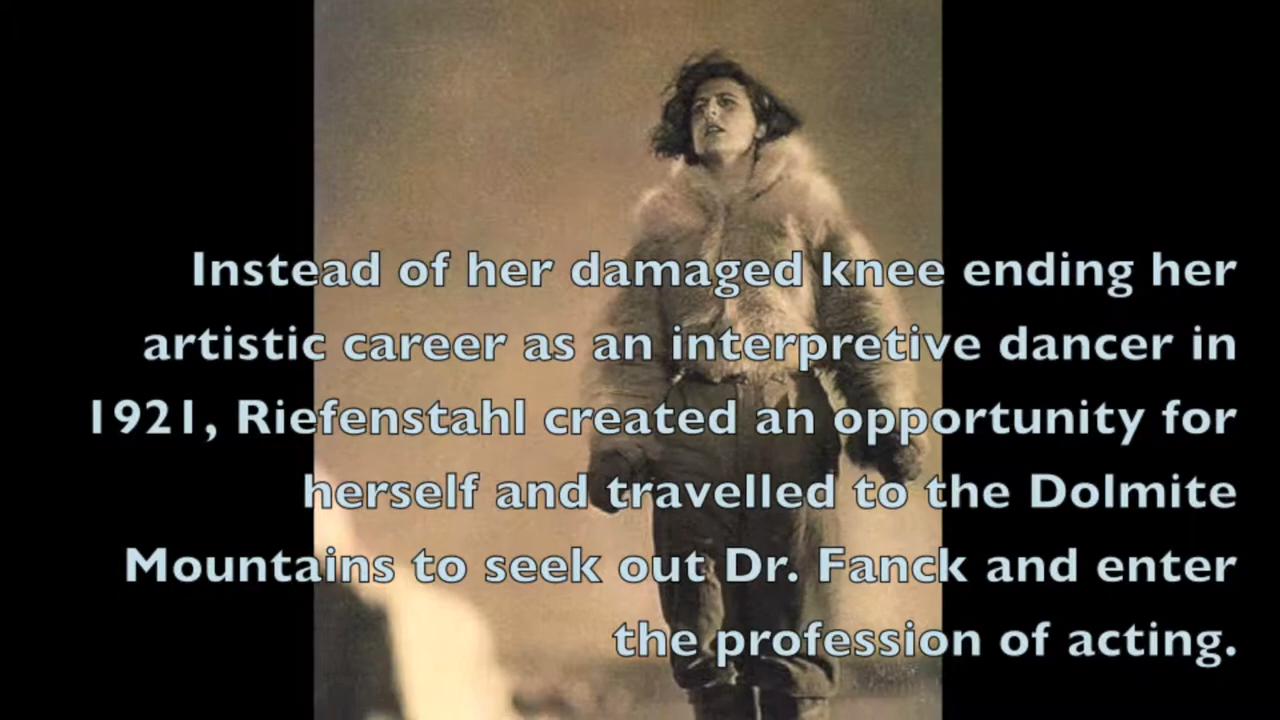 Instead of her damaged knee ending her
artistic career as an interpretive dancer in
1921, Riefenstahl created an opportunity for
herself and travelled to the Dolmite
Mountains to seek out Dr. Fanck and enter
the profession of acting.